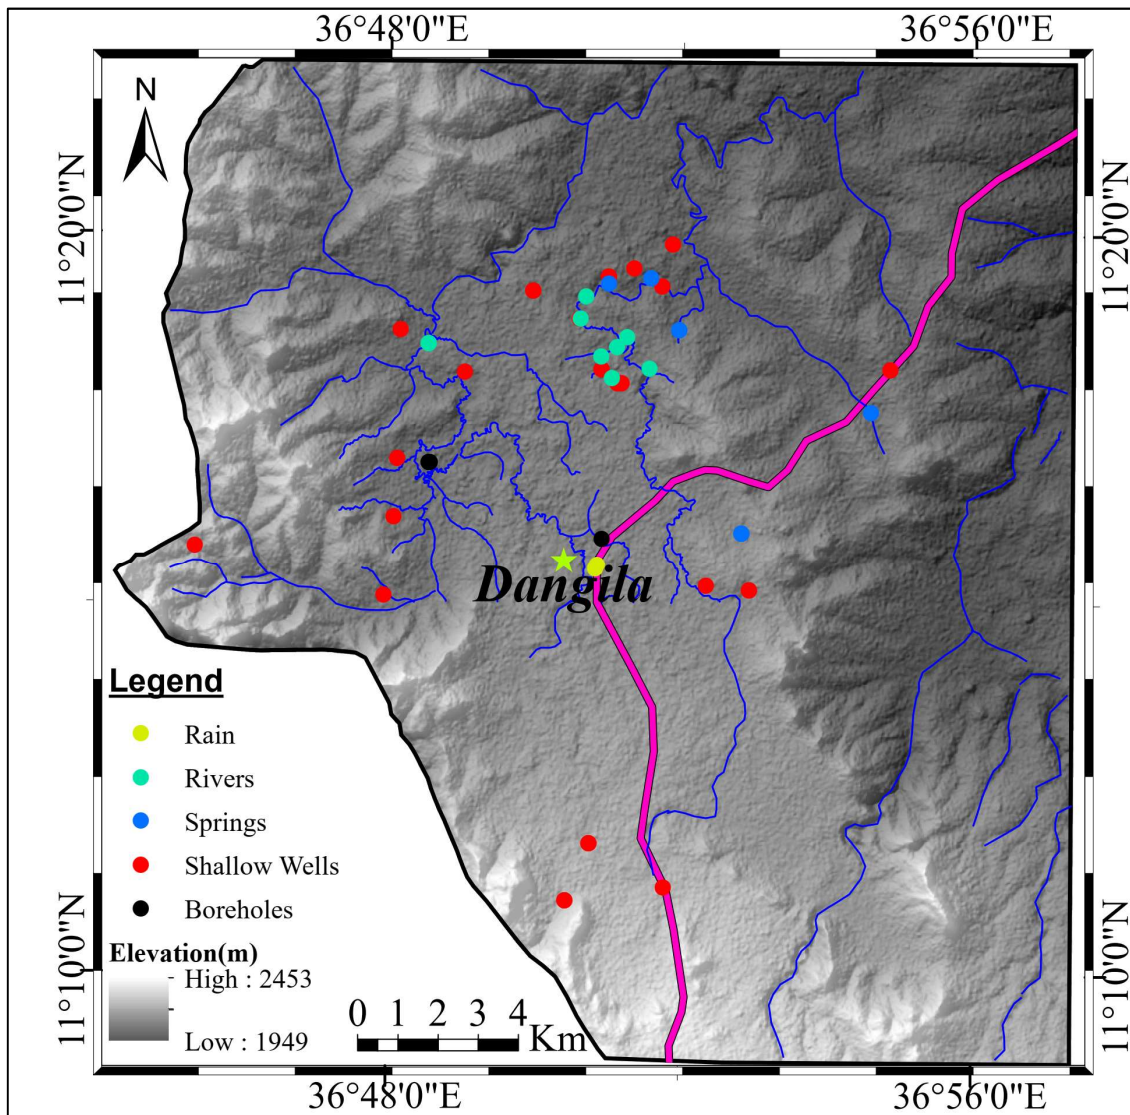 36°48'0"E 36°56'0"E
N
11°20'0"N 11°20'0"N
Dangila
Legend
Rain
Rivers
Springs
Shallow Wells
Boreholes
Elevation(m)
High : 2453
Low : 1949
0 1 2 3 4
Km
11°10'0"N 11°10'0"N
36°48'0"E 36°56'0"E